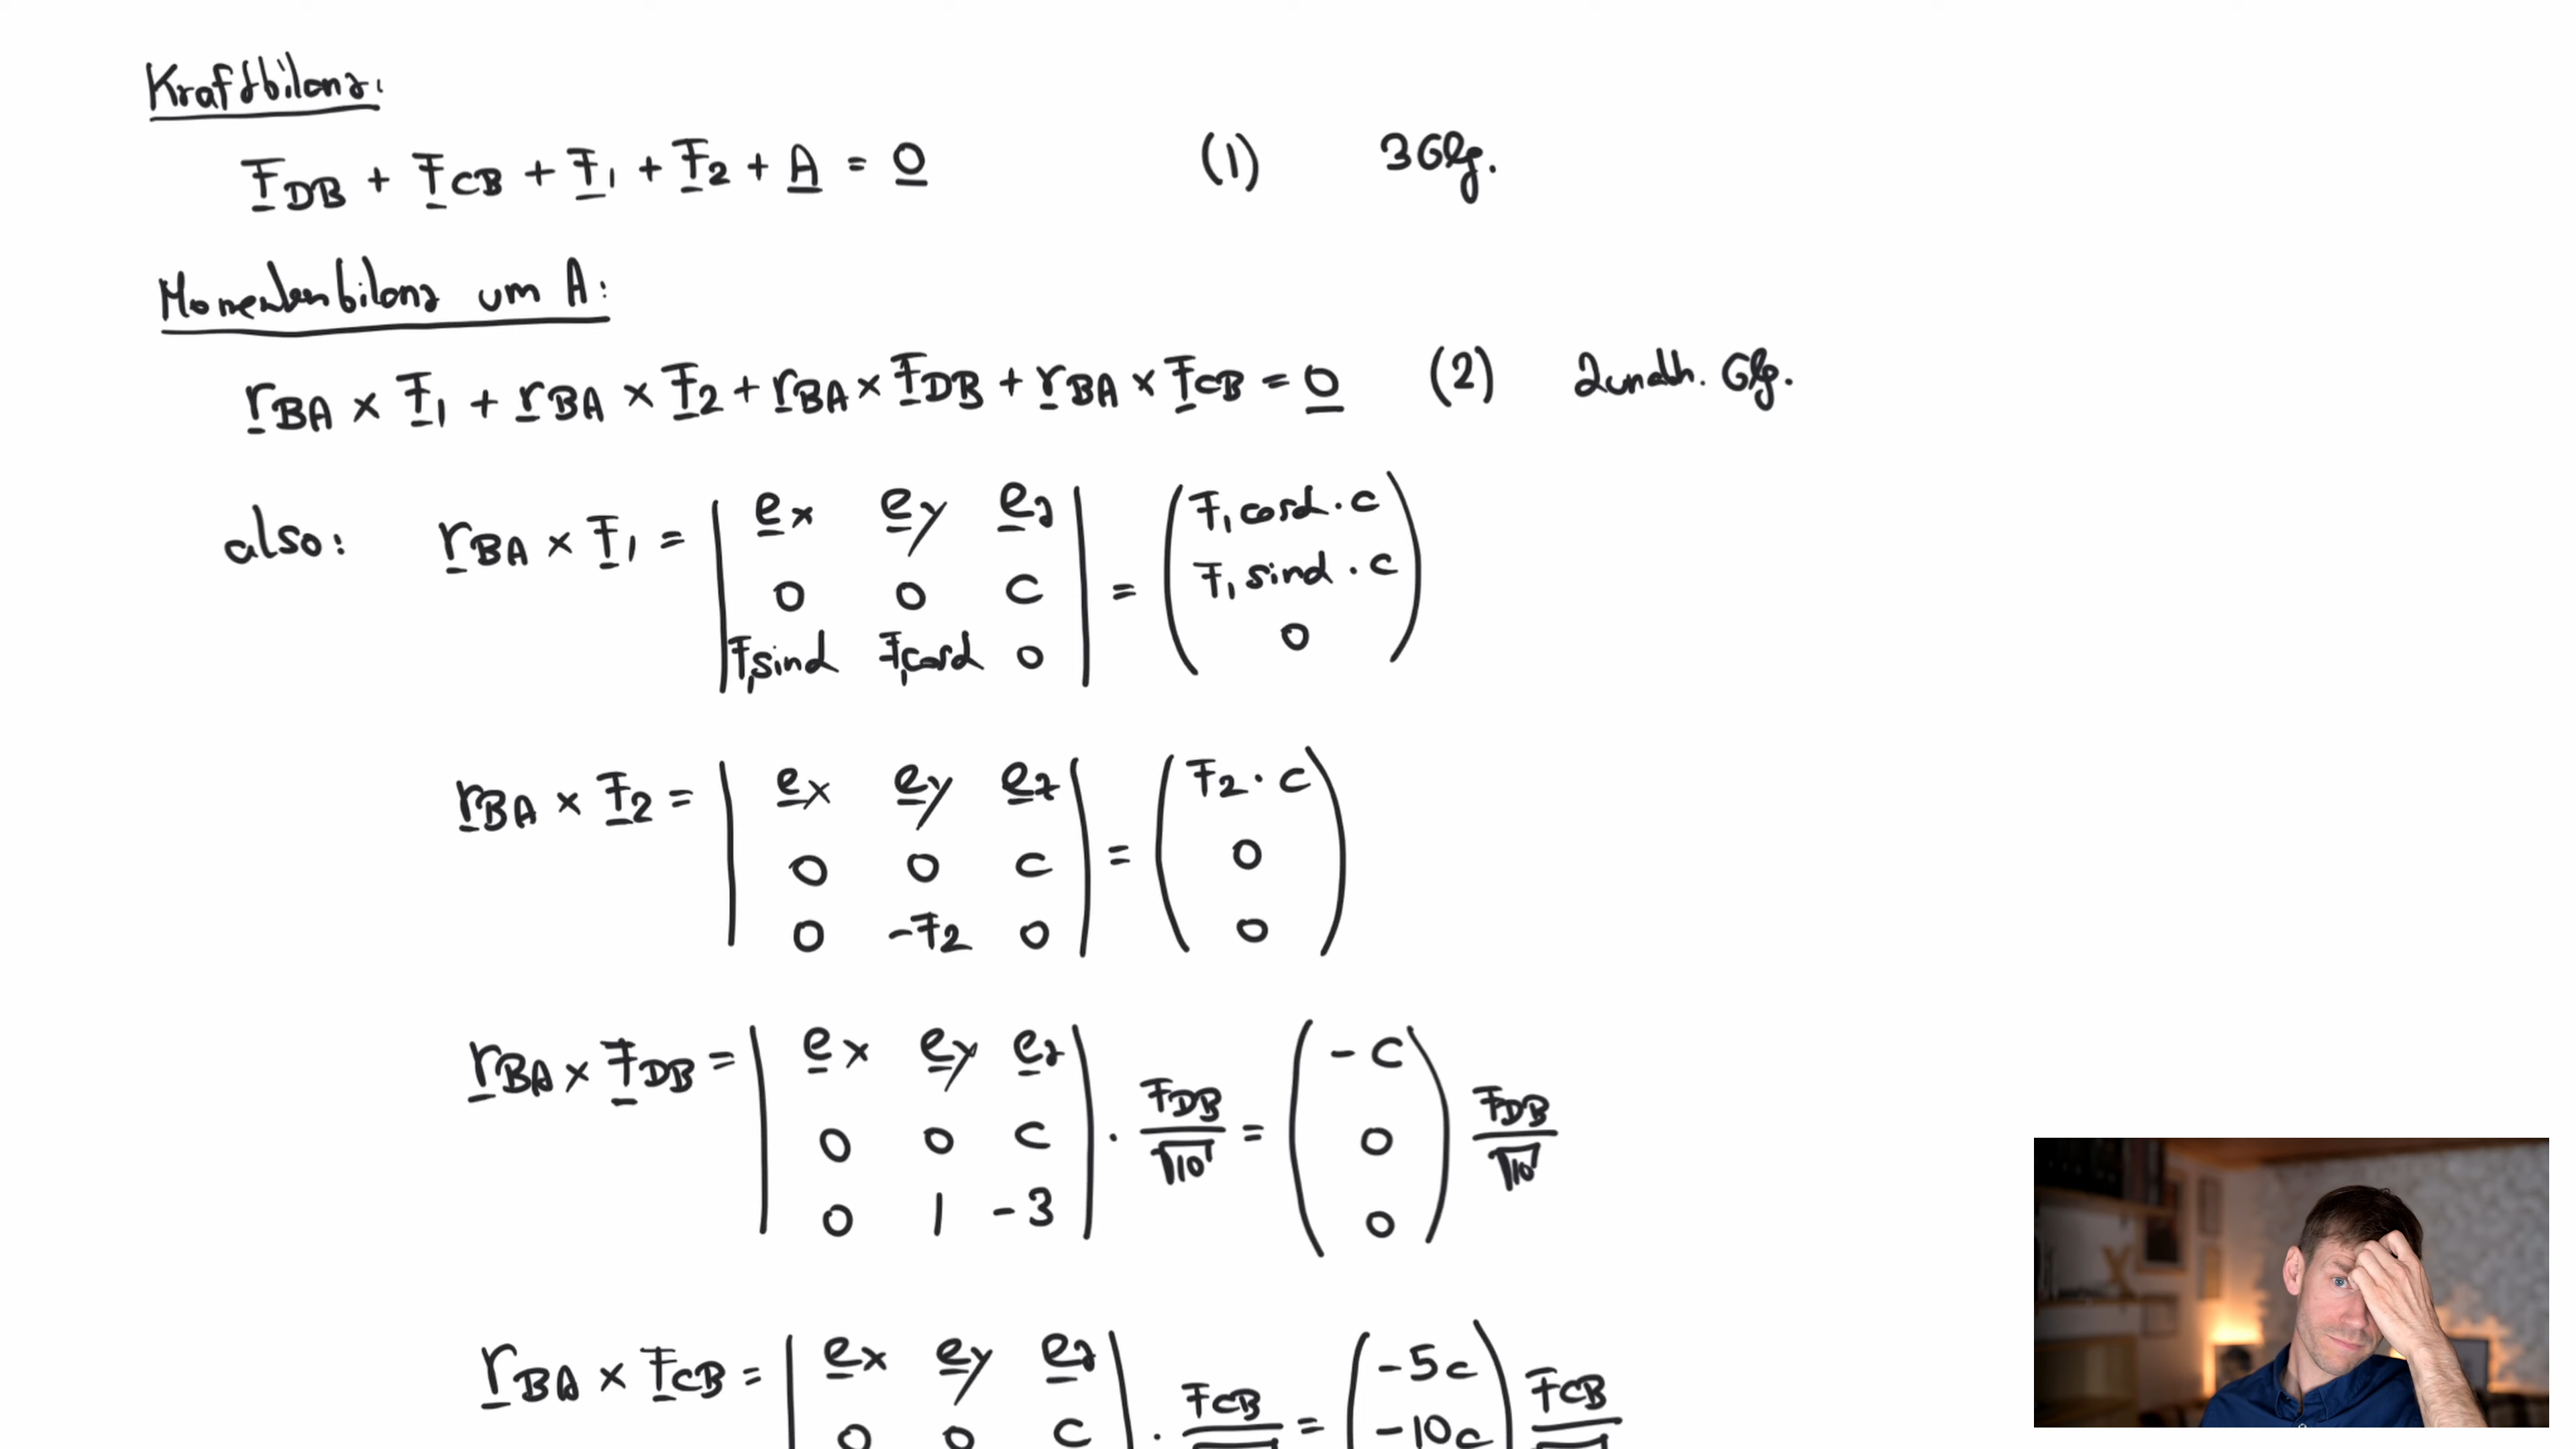 Kraftbilanz:
F_DB + F_CB + F_1 + F_2 + A = 0 (1) 3 Glg.
Momentenbilanz um A:
r_BA × F_1 + r_BA × F_2 + r_BA × F_DB + r_BA × F_CB = 0 (2) 2 unabh. Glg.
also: r_BA × F_1 = | e_x e_y e_z | = ( F_1 cosα · c
0 0 c F_1 sinα · c
F_1 sinα F_1 cosα 0 0 )
r_BA × F_2 = | e_x e_y e_z | = ( F_2 · c
0 0 c 0
0 -F_2 0 0 )
r_BA × F_DB = | e_x e_y e_z | · F_DB/√10 = ( -c ) F_DB/√10
0 0 c 0
0 1 -3 0
r_BA × F_CB = | e_x e_y e_z | · F_CB = ( -5c ) F_CB
0 0 c -10c